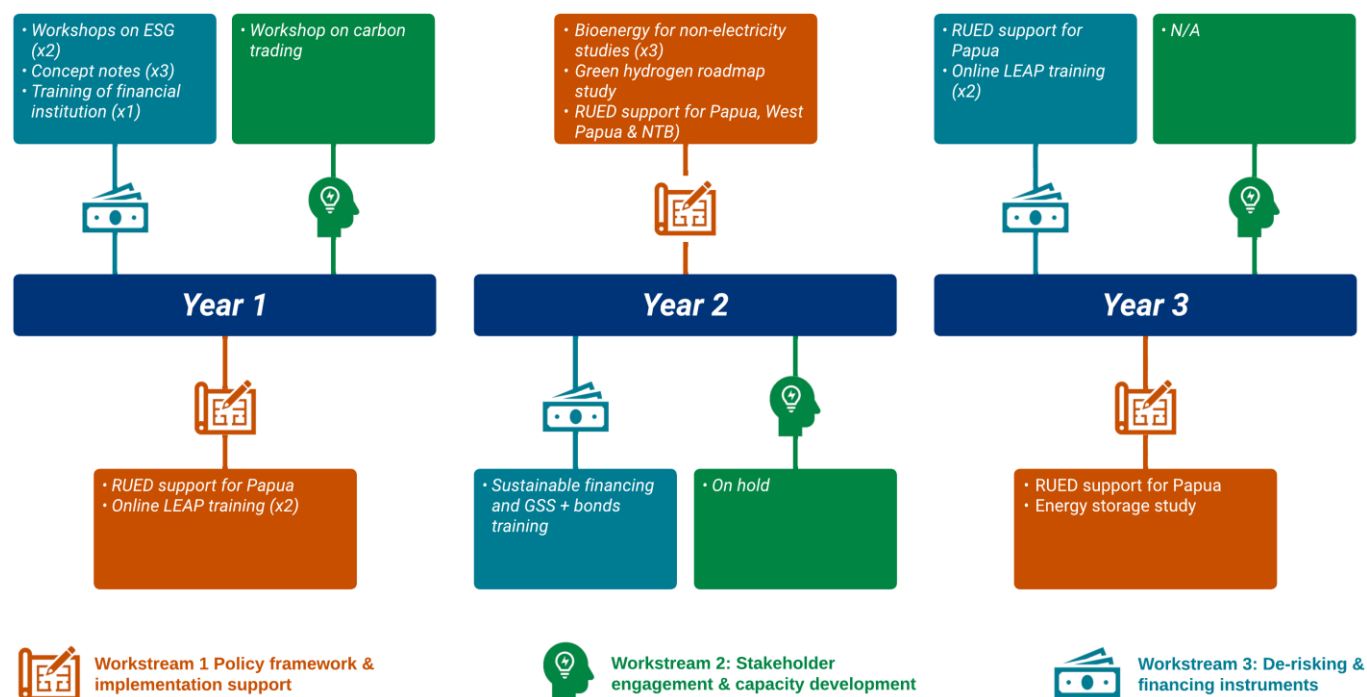 • Workshops on ESG
(x2)
• Concept notes (x3)
• Training of financial
institution (x1)
• Workshop on carbon
trading
• Bioenergy for non-electricity
studies (x3)
• Green hydrogen roadmap
study
• RUED support for Papua, West
Papua & NTB)
• RUED support for
Papua
• Online LEAP training
(x2)
• N/A
Year 1
Year 2
Year 3
• RUED support for Papua
• Online LEAP training (x2)
• Sustainable financing
and GSS + bonds
training
• On hold
• RUED support for Papua
• Energy storage study
Workstream 1 Policy framework &
implementation support
Workstream 2: Stakeholder
engagement & capacity development
Workstream 3: De-risking &
financing instruments